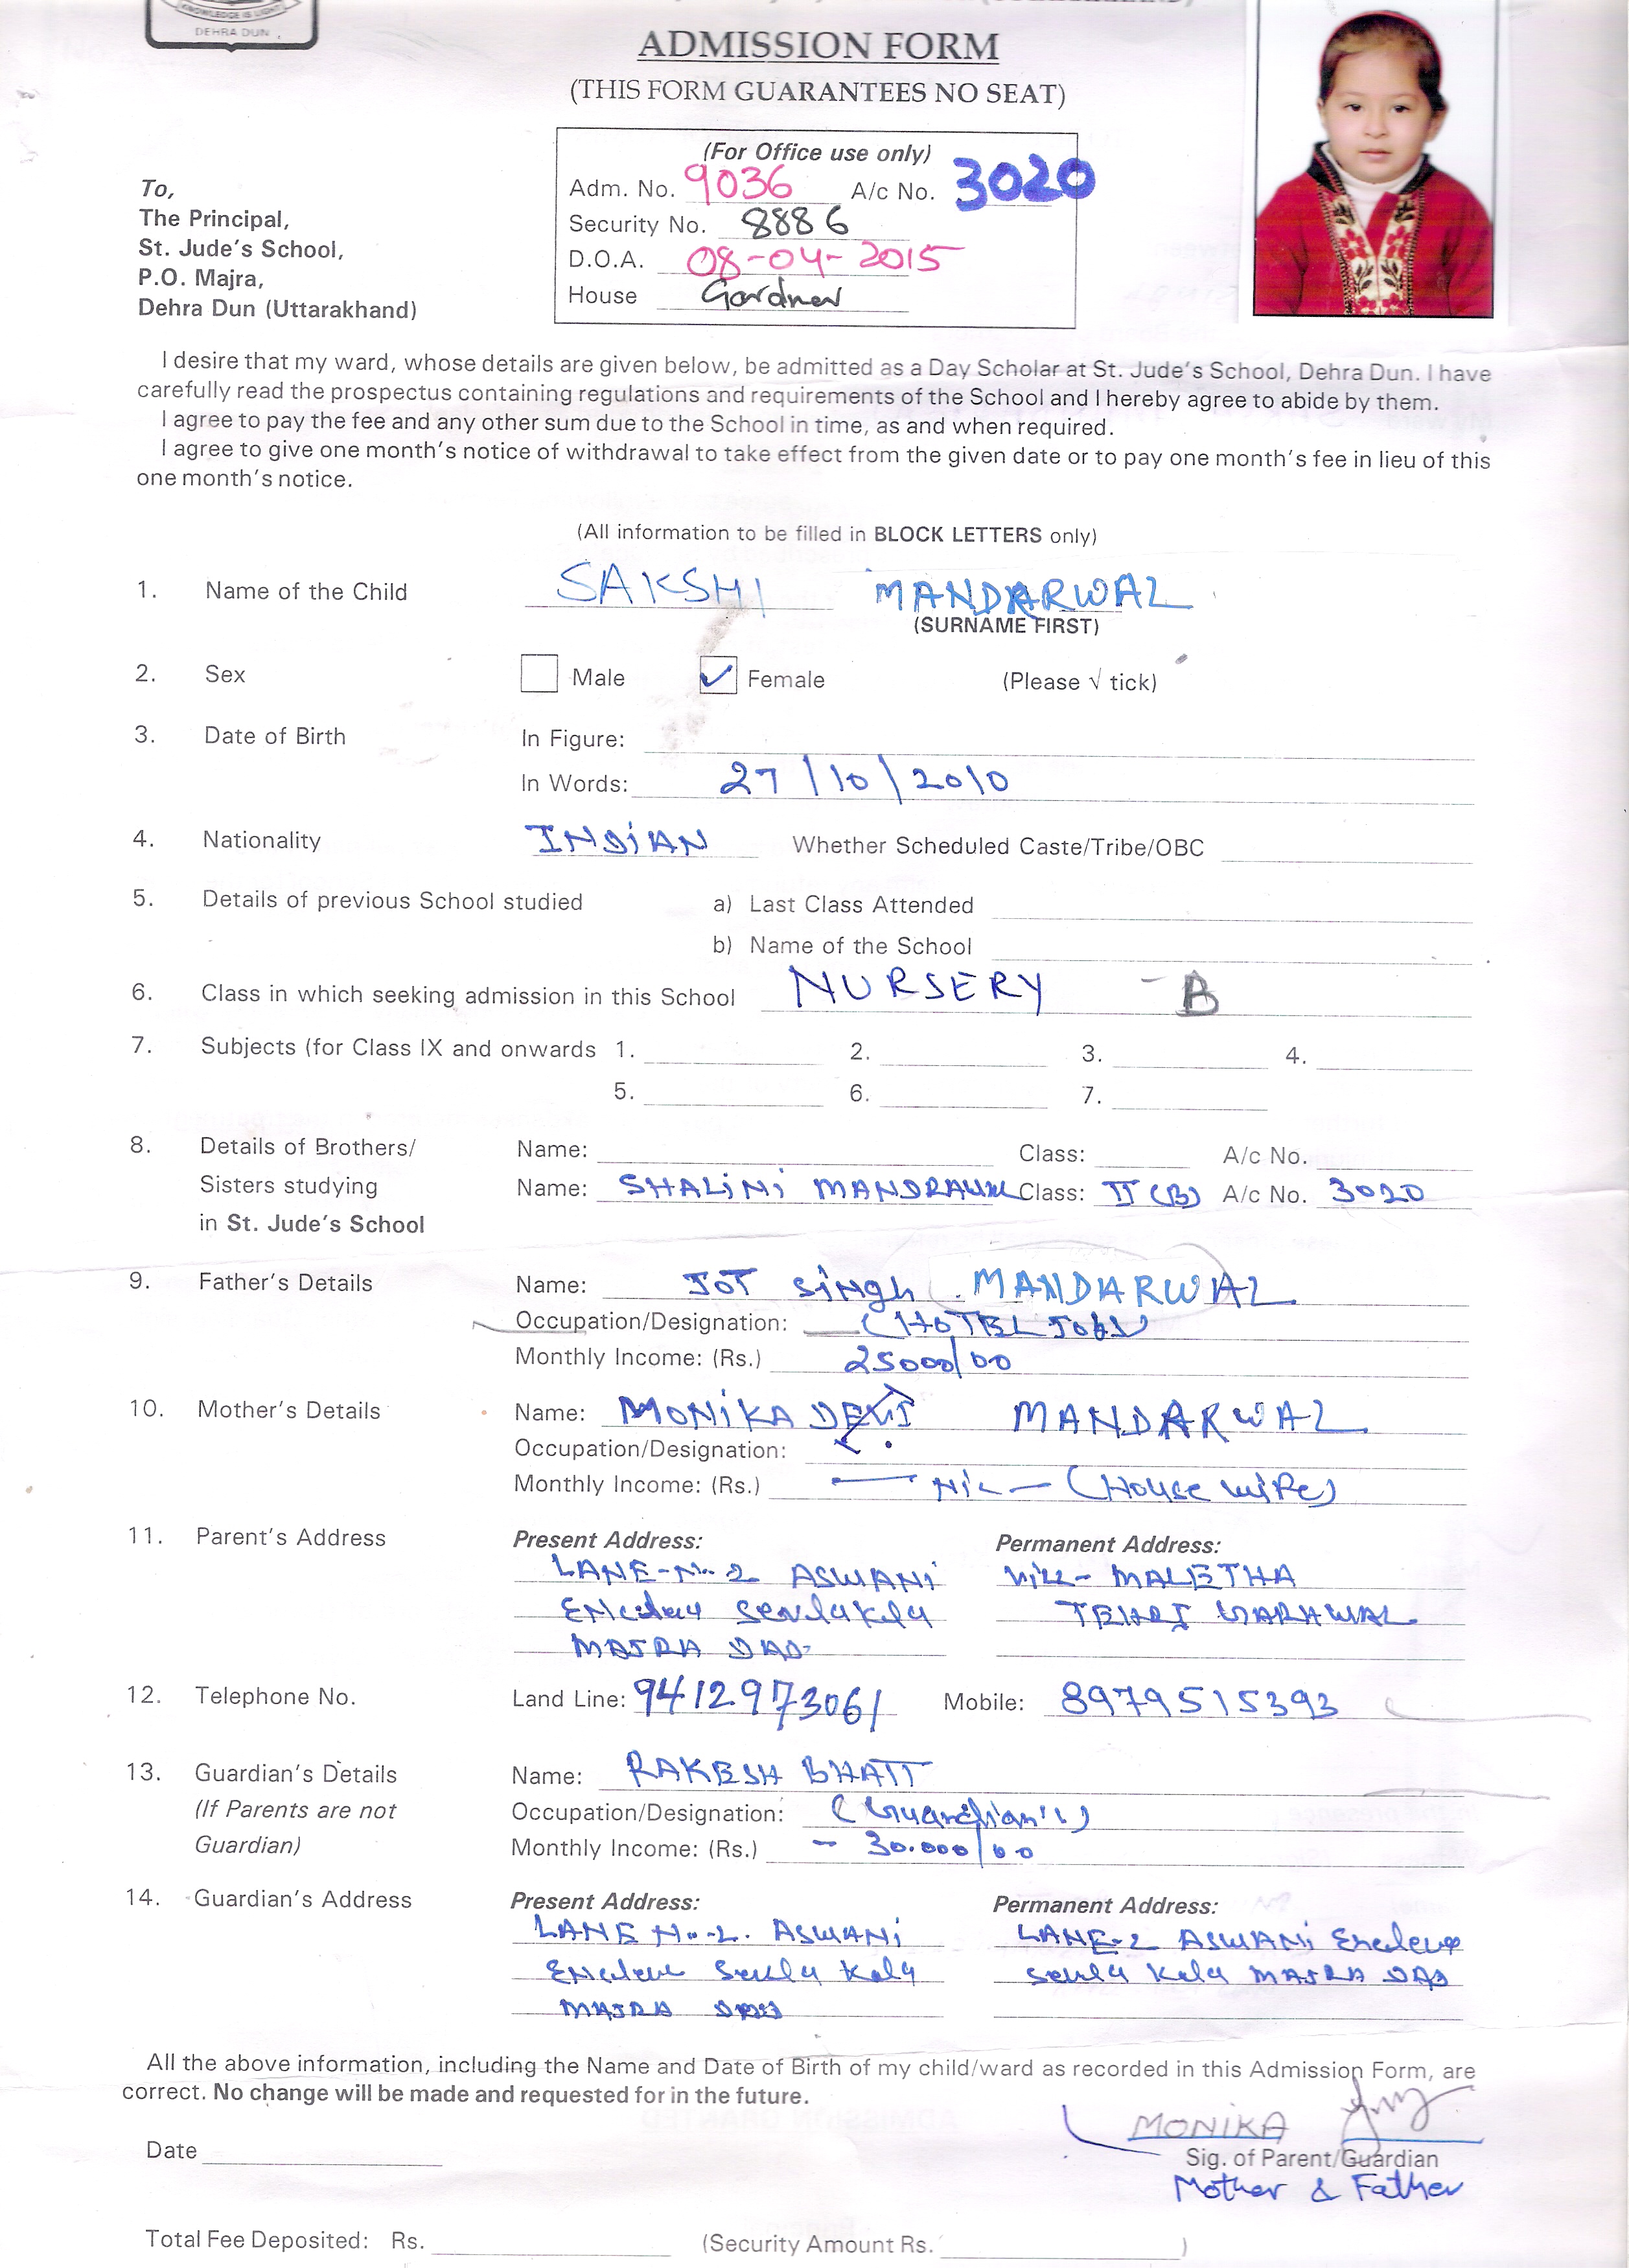 KNOWLEDGE IS LIGHT
DEHRA DUN
ADMISSION FORM
(THIS FORM GUARANTEES NO SEAT)
(For Office use only)
Adm. No. 9036 A/c No. 3020
Security No. 8886
D.O.A. 08-04-2015
House Gardner
To,
The Principal,
St. Jude's School,
P.O. Majra,
Dehra Dun (Uttarakhand)
I desire that my ward, whose details are given below, be admitted as a Day Scholar at St. Jude's School, Dehra Dun. I have
carefully read the prospectus containing regulations and requirements of the School and I hereby agree to abide by them.
I agree to pay the fee and any other sum due to the School in time, as and when required.
I agree to give one month's notice of withdrawal to take effect from the given date or to pay one month's fee in lieu of this
one month's notice.
(All information to be filled in BLOCK LETTERS only)
1. Name of the Child SAKSHI MANDARWAL
(SURNAME FIRST)
2. Sex Male ✓ Female (Please √ tick)
3. Date of Birth In Figure:
In Words: 27/10/2010
4. Nationality INDiAN Whether Scheduled Caste/Tribe/OBC
5. Details of previous School studied a) Last Class Attended
b) Name of the School
6. Class in which seeking admission in this School NURSERY - B
7. Subjects (for Class IX and onwards 1. 2. 3. 4.
5. 6. 7.
8. Details of Brothers/ Name: Class: A/c No.
Sisters studying Name: SHALiNi Class: II (B) A/c No. 3020
in St. Jude's School
9. Father's Details Name: JOT Singh MANDARWAL
Occupation/Designation: (HOTEL JOB)
Monthly Income: (Rs.) 25000/00
10. Mother's Details Name: MONiKA DEVI MANDARWAL
Occupation/Designation:
Monthly Income: (Rs.) — NiL — (House wife)
11. Parent's Address Present Address: Permanent Address:
LANE-No. 2 ASWANi Vill- MALETHA
Enclave Sevlakala TEHRI GARHWAL
MAJRA D.DN
12. Telephone No. Land Line: 9412973061 Mobile: 8979515393
13. Guardian's Details Name: RAKESH BHATT
(If Parents are not Occupation/Designation: (Guardian's)
Guardian) Monthly Income: (Rs.) - 30.000/00
14. Guardian's Address Present Address: Permanent Address:
LANE No-2. ASWANi LANE-2 ASWANi Enclave
Enclave Sevla Kala Sevla Kala MAJRA DDN
MAJRA DDN
All the above information, including the Name and Date of Birth of my child/ward as recorded in this Admission Form, are
correct. No change will be made and requested for in the future.
MONIKA
Date Sig. of Parent/Guardian
Mother & Father
Total Fee Deposited: Rs. (Security Amount Rs. )